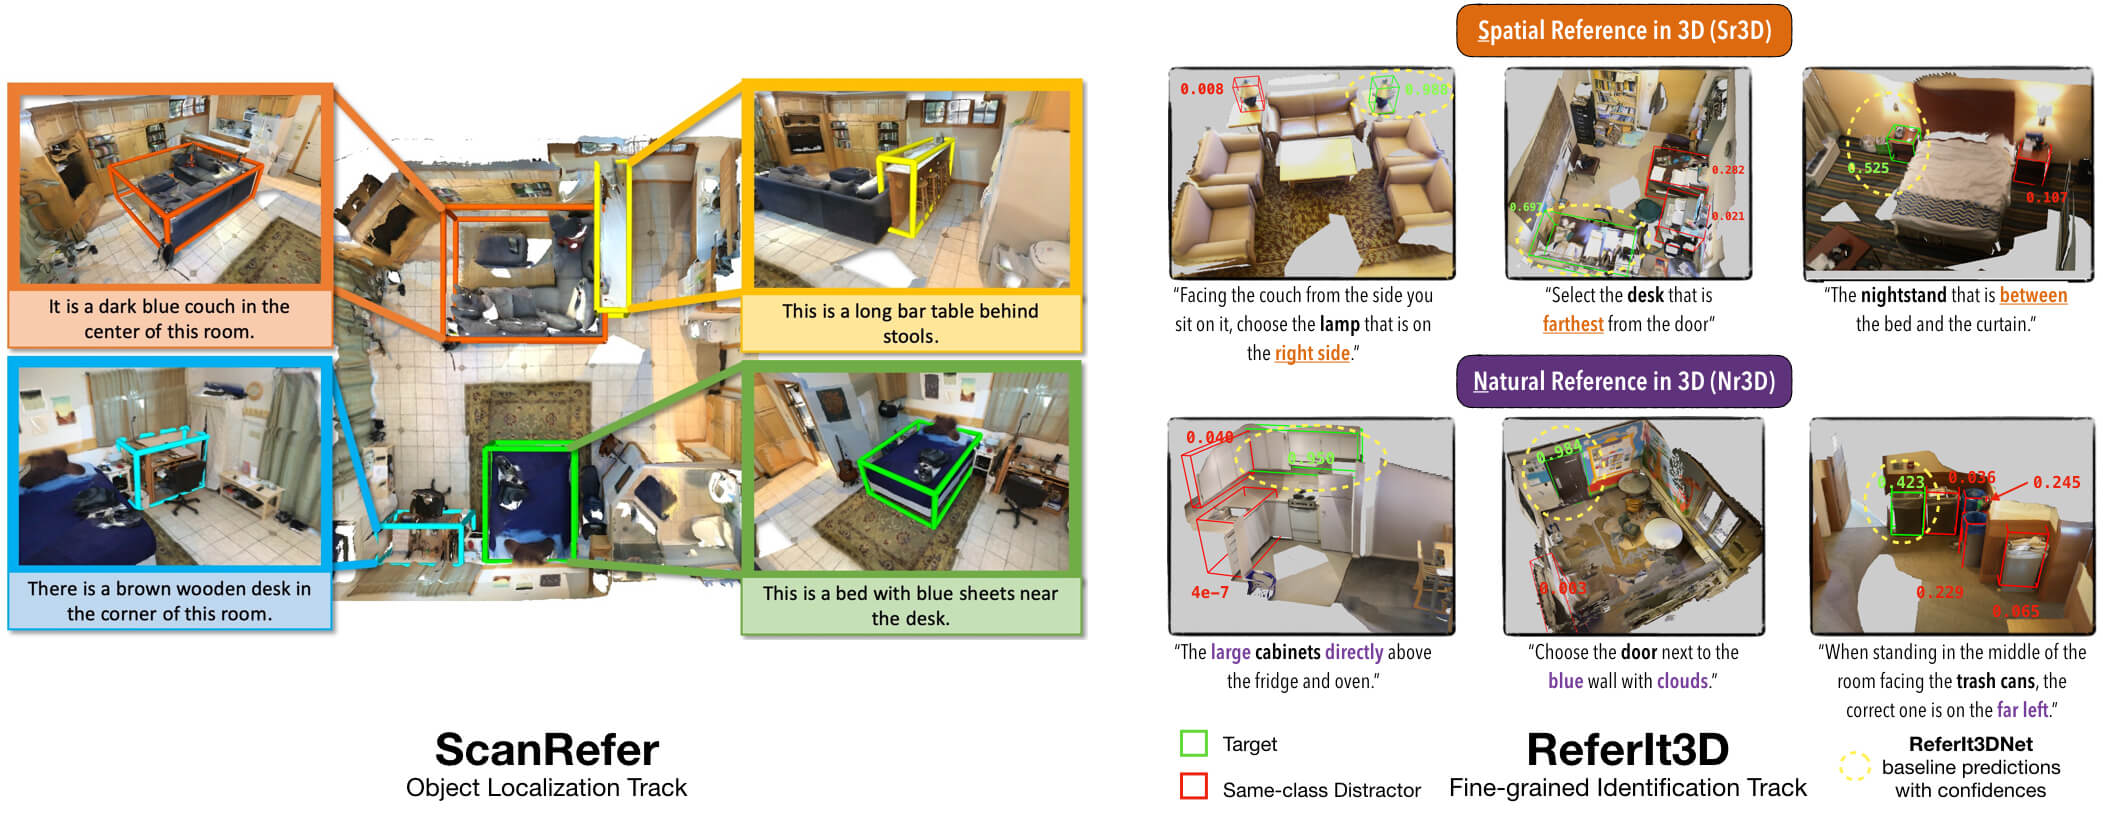 It is a dark blue couch in the
center of this room.
This is a long bar table behind
stools.
There is a brown wooden desk in
the corner of this room.
This is a bed with blue sheets near
the desk.
ScanRefer
Object Localization Track
Spatial Reference in 3D (Sr3D)
0.008
0.282
0.697
0.021
0.525
0.107
“Facing the couch from the side you
sit on it, choose the lamp that is on
the right side.”
“Select the desk that is
farthest from the door”
“The nightstand that is between
the bed and the curtain.”
Natural Reference in 3D (Nr3D)
0.040
4e-7
0.984
0.003
0.423
0.036
0.245
0.229
0.065
“The large cabinets directly above
the fridge and oven.”
“Choose the door next to the
blue wall with clouds.”
“When standing in the middle of the
room facing the trash cans, the
correct one is on the far left.”
Target
Same-class Distractor
ReferIt3D
Fine-grained Identification Track
ReferIt3DNet
baseline predictions
with confidences